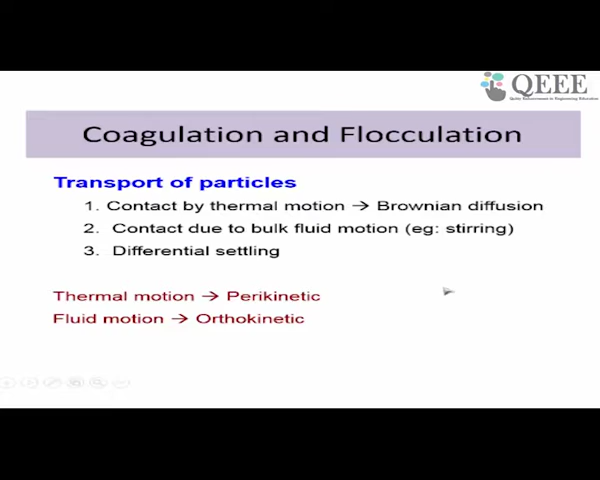 QEEE
Quality Enhancement in Engineering Education
Coagulation and Flocculation
Transport of particles
1. Contact by thermal motion → Brownian diffusion
2. Contact due to bulk fluid motion (eg: stirring)
3. Differential settling
Thermal motion → Perikinetic
Fluid motion → Orthokinetic